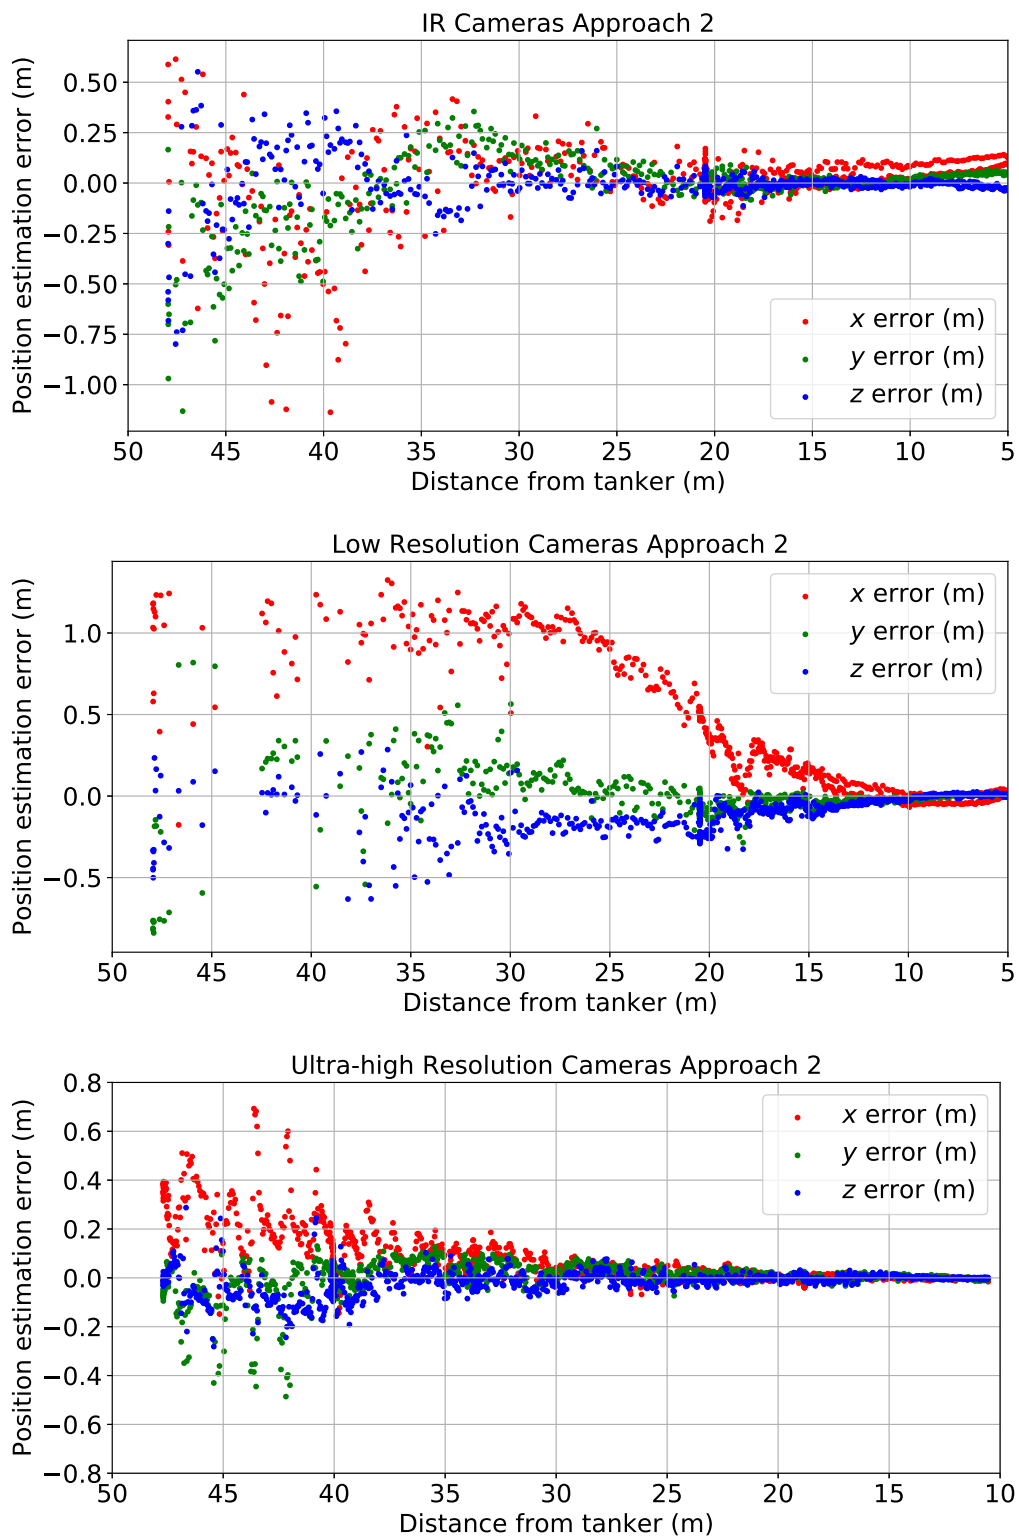 IR Cameras Approach 2
Position estimation error (m)
0.50
0.25
0.00
−0.25
−0.50
−0.75
−1.00
x error (m)
y error (m)
z error (m)
50 45 40 35 30 25 20 15 10 5
Distance from tanker (m)
Low Resolution Cameras Approach 2
Position estimation error (m)
1.0
0.5
0.0
−0.5
x error (m)
y error (m)
z error (m)
50 45 40 35 30 25 20 15 10 5
Distance from tanker (m)
Ultra-high Resolution Cameras Approach 2
Position estimation error (m)
0.8
0.6
0.4
0.2
0.0
−0.2
−0.4
−0.6
−0.8
x error (m)
y error (m)
z error (m)
50 45 40 35 30 25 20 15 10
Distance from tanker (m)